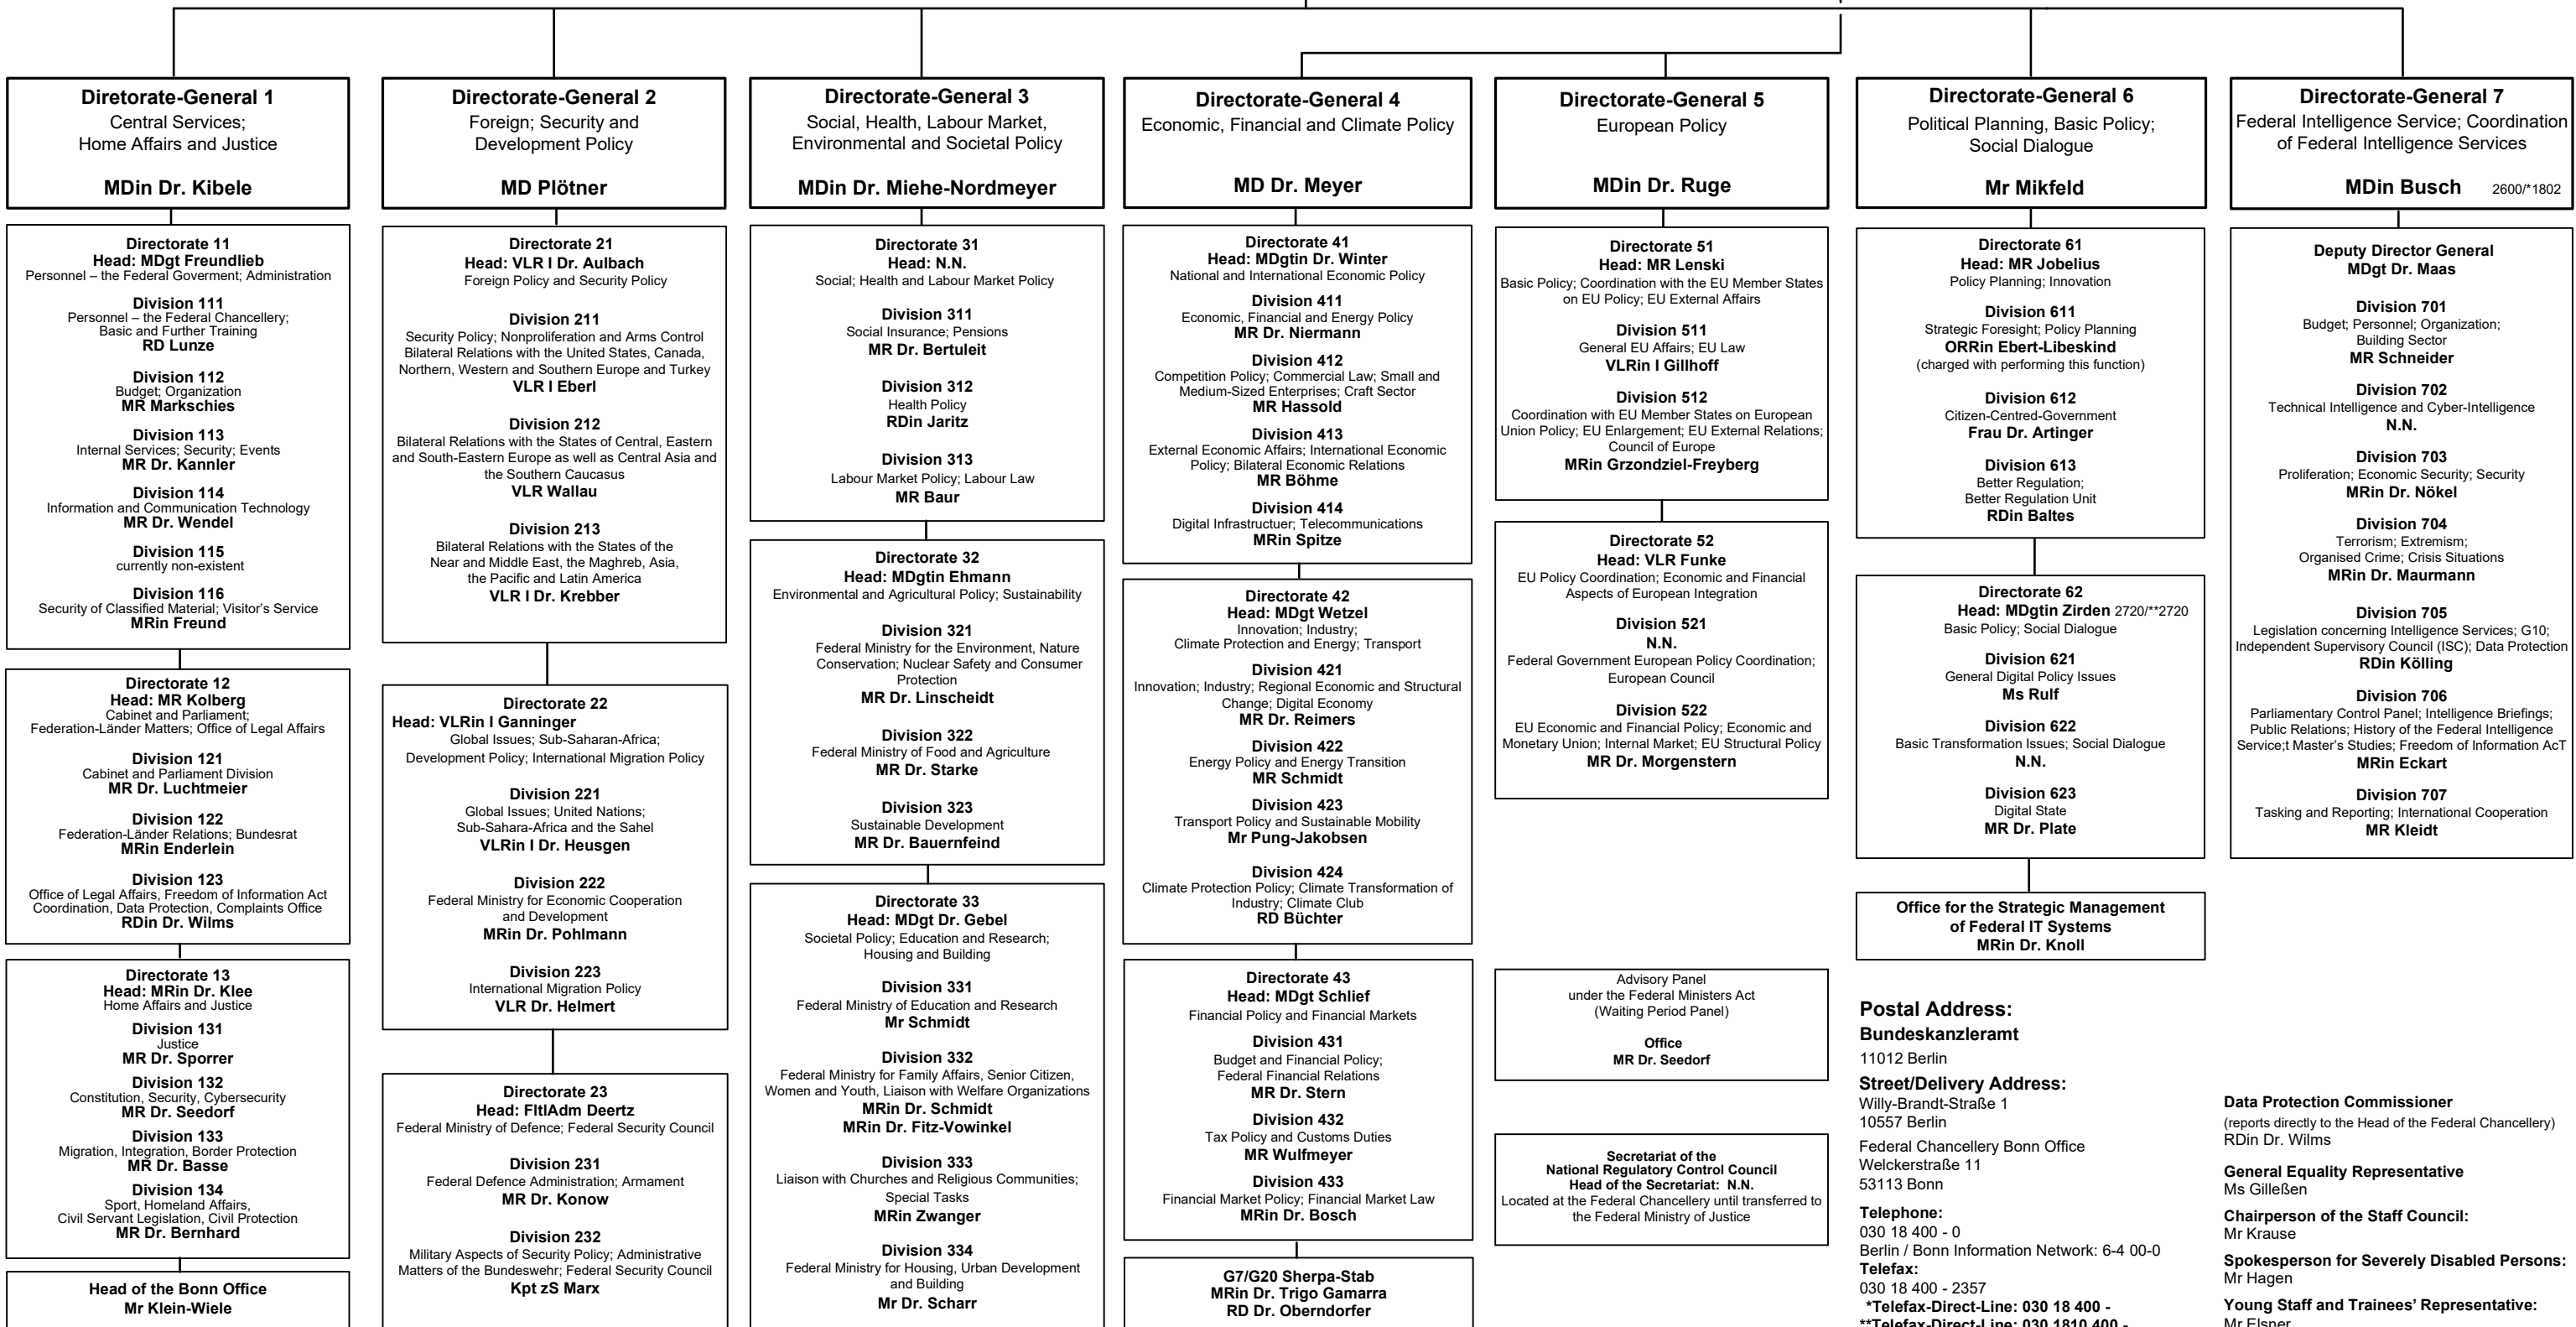 Diretorate-General 1
Central Services;
Home Affairs and Justice
MDin Dr. Kibele
Directorate 11
Head: MDgt Freundlieb
Personnel – the Federal Goverment; Administration
Division 111
Personnel – the Federal Chancellery;
Basic and Further Training
RD Lunze
Division 112
Budget; Organization
MR Markschies
Division 113
Internal Services; Security; Events
MR Dr. Kannler
Division 114
Information and Communication Technology
MR Dr. Wendel
Division 115
currently non-existent
Division 116
Security of Classified Material; Visitor's Service
MRin Freund
Directorate 12
Head: MR Kolberg
Cabinet and Parliament;
Federation-Länder Matters; Office of Legal Affairs
Division 121
Cabinet and Parliament Division
MR Dr. Luchtmeier
Division 122
Federation-Länder Relations; Bundesrat
MRin Enderlein
Division 123
Office of Legal Affairs, Freedom of Information Act
Coordination, Data Protection, Complaints Office
RDin Dr. Wilms
Directorate 13
Head: MRin Dr. Klee
Home Affairs and Justice
Division 131
Justice
MR Dr. Sporrer
Division 132
Constitution, Security, Cybersecurity
MR Dr. Seedorf
Division 133
Migration, Integration, Border Protection
MR Dr. Basse
Division 134
Sport, Homeland Affairs,
Civil Servant Legislation, Civil Protection
MR Dr. Bernhard
Head of the Bonn Office
Mr Klein-Wiele
Directorate-General 2
Foreign; Security and
Development Policy
MD Plötner
Directorate 21
Head: VLR I Dr. Aulbach
Foreign Policy and Security Policy
Division 211
Security Policy; Nonproliferation and Arms Control
Bilateral Relations with the United States, Canada,
Northern, Western and Southern Europe and Turkey
VLR I Eberl
Division 212
Bilateral Relations with the States of Central, Eastern
and South-Eastern Europe as well as Central Asia and
the Southern Caucasus
VLR Wallau
Division 213
Bilateral Relations with the States of the
Near and Middle East, the Maghreb, Asia,
the Pacific and Latin America
VLR I Dr. Krebber
Directorate 22
Head: VLRin I Ganninger
Global Issues; Sub-Saharan-Africa;
Development Policy; International Migration Policy
Division 221
Global Issues; United Nations;
Sub-Sahara-Africa and the Sahel
VLRin I Dr. Heusgen
Division 222
Federal Ministry for Economic Cooperation
and Development
MRin Dr. Pohlmann
Division 223
International Migration Policy
VLR Dr. Helmert
Directorate 23
Head: FltlAdm Deertz
Federal Ministry of Defence; Federal Security Council
Division 231
Federal Defence Administration; Armament
MR Dr. Konow
Division 232
Military Aspects of Security Policy; Administrative
Matters of the Bundeswehr; Federal Security Council
Kpt zS Marx
Directorate-General 3
Social, Health, Labour Market,
Environmental and Societal Policy
MDin Dr. Miehe-Nordmeyer
Directorate 31
Head: N.N.
Social; Health and Labour Market Policy
Division 311
Social Insurance; Pensions
MR Dr. Bertuleit
Division 312
Health Policy
RDin Jaritz
Division 313
Labour Market Policy; Labour Law
MR Baur
Directorate 32
Head: MDgtin Ehmann
Environmental and Agricultural Policy; Sustainability
Division 321
Federal Ministry for the Environment, Nature
Conservation; Nuclear Safety and Consumer
Protection
MR Dr. Linscheidt
Division 322
Federal Ministry of Food and Agriculture
MR Dr. Starke
Division 323
Sustainable Development
MR Dr. Bauernfeind
Directorate 33
Head: MDgt Dr. Gebel
Societal Policy; Education and Research;
Housing and Building
Division 331
Federal Ministry of Education and Research
Mr Schmidt
Division 332
Federal Ministry for Family Affairs, Senior Citizen,
Women and Youth, Liaison with Welfare Organizations
MRin Dr. Schmidt
MRin Dr. Fitz-Vowinkel
Division 333
Liaison with Churches and Religious Communities;
Special Tasks
MRin Zwanger
Division 334
Federal Ministry for Housing, Urban Development
and Building
Mr Dr. Scharr
Directorate-General 4
Economic, Financial and Climate Policy
MD Dr. Meyer
Directorate 41
Head: MDgtin Dr. Winter
National and International Economic Policy
Division 411
Economic, Financial and Energy Policy
MR Dr. Niermann
Division 412
Competition Policy; Commercial Law; Small and
Medium-Sized Enterprises; Craft Sector
MR Hassold
Division 413
External Economic Affairs; International Economic
Policy; Bilateral Economic Relations
MR Böhme
Division 414
Digital Infrastructuer; Telecommunications
MRin Spitze
Directorate 42
Head: MDgt Wetzel
Innovation; Industry;
Climate Protection and Energy; Transport
Division 421
Innovation; Industry; Regional Economic and Structural
Change; Digital Economy
MR Dr. Reimers
Division 422
Energy Policy and Energy Transition
MR Schmidt
Division 423
Transport Policy and Sustainable Mobility
Mr Pung-Jakobsen
Division 424
Climate Protection Policy; Climate Transformation of
Industry; Climate Club
RD Büchter
Directorate 43
Head: MDgt Schlief
Financial Policy and Financial Markets
Division 431
Budget and Financial Policy;
Federal Financial Relations
MR Dr. Stern
Division 432
Tax Policy and Customs Duties
MR Wulfmeyer
Division 433
Financial Market Policy; Financial Market Law
MRin Dr. Bosch
G7/G20 Sherpa-Stab
MRin Dr. Trigo Gamarra
RD Dr. Oberndorfer
Directorate-General 5
European Policy
MDin Dr. Ruge
Directorate 51
Head: MR Lenski
Basic Policy; Coordination with the EU Member States
on EU Policy; EU External Affairs
Division 511
General EU Affairs; EU Law
VLRin I Gillhoff
Division 512
Coordination with EU Member States on European
Union Policy; EU Enlargement; EU External Relations;
Council of Europe
MRin Grzondziel-Freyberg
Directorate 52
Head: VLR Funke
EU Policy Coordination; Economic and Financial
Aspects of European Integration
Division 521
N.N.
Federal Government European Policy Coordination;
European Council
Division 522
EU Economic and Financial Policy; Economic and
Monetary Union; Internal Market; EU Structural Policy
MR Dr. Morgenstern
Advisory Panel
under the Federal Ministers Act
(Waiting Period Panel)
Office
MR Dr. Seedorf
Secretariat of the
National Regulatory Control Council
Head of the Secretariat: N.N.
Located at the Federal Chancellery until transferred to
the Federal Ministry of Justice
Directorate-General 6
Political Planning, Basic Policy;
Social Dialogue
Mr Mikfeld
Directorate 61
Head: MR Jobelius
Policy Planning; Innovation
Division 611
Strategic Foresight; Policy Planning
ORRin Ebert-Libeskind
(charged with performing this function)
Division 612
Citizen-Centred-Government
Frau Dr. Artinger
Division 613
Better Regulation;
Better Regulation Unit
RDin Baltes
Directorate 62
Head: MDgtin Zirden 2720/**2720
Basic Policy; Social Dialogue
Division 621
General Digital Policy Issues
Ms Rulf
Division 622
Basic Transformation Issues; Social Dialogue
N.N.
Division 623
Digital State
MR Dr. Plate
Office for the Strategic Management
of Federal IT Systems
MRin Dr. Knoll
Postal Address:
Bundeskanzleramt
11012 Berlin
Street/Delivery Address:
Willy-Brandt-Straße 1
10557 Berlin
Federal Chancellery Bonn Office
Welckerstraße 11
53113 Bonn
Telephone:
030 18 400 - 0
Berlin / Bonn Information Network: 6-4 00-0
Telefax:
030 18 400 - 2357
*Telefax-Direct-Line: 030 18 400 -
**Telefax-Direct-Line: 030 1810 400 -
Directorate-General 7
Federal Intelligence Service; Coordination
of Federal Intelligence Services
MDin Busch 2600/*1802
Deputy Director General
MDgt Dr. Maas
Division 701
Budget; Personnel; Organization;
Building Sector
MR Schneider
Division 702
Technical Intelligence and Cyber-Intelligence
N.N.
Division 703
Proliferation; Economic Security; Security
MRin Dr. Nökel
Division 704
Terrorism; Extremism;
Organised Crime; Crisis Situations
MRin Dr. Maurmann
Division 705
Legislation concerning Intelligence Services; G10;
Independent Supervisory Council (ISC); Data Protection
RDin Kölling
Division 706
Parliamentary Control Panel; Intelligence Briefings;
Public Relations; History of the Federal Intelligence
Service;t Master's Studies; Freedom of Information AcT
MRin Eckart
Division 707
Tasking and Reporting; International Cooperation
MR Kleidt
Data Protection Commissioner
(reports directly to the Head of the Federal Chancellery)
RDin Dr. Wilms
General Equality Representative
Ms Gilleßen
Chairperson of the Staff Council:
Mr Krause
Spokesperson for Severely Disabled Persons:
Mr Hagen
Young Staff and Trainees' Representative:
Mr Elsner